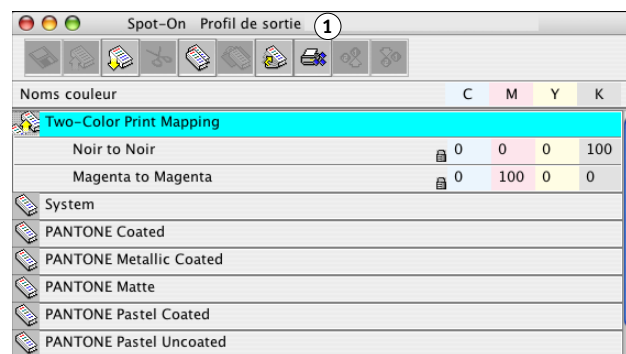 Spot-On Profil de sortie 1
Noms couleur C M Y K
Two-Color Print Mapping
Noir to Noir 0 0 0 100
Magenta to Magenta 0 100 0 0
System
PANTONE Coated
PANTONE Metallic Coated
PANTONE Matte
PANTONE Pastel Coated
PANTONE Pastel Uncoated